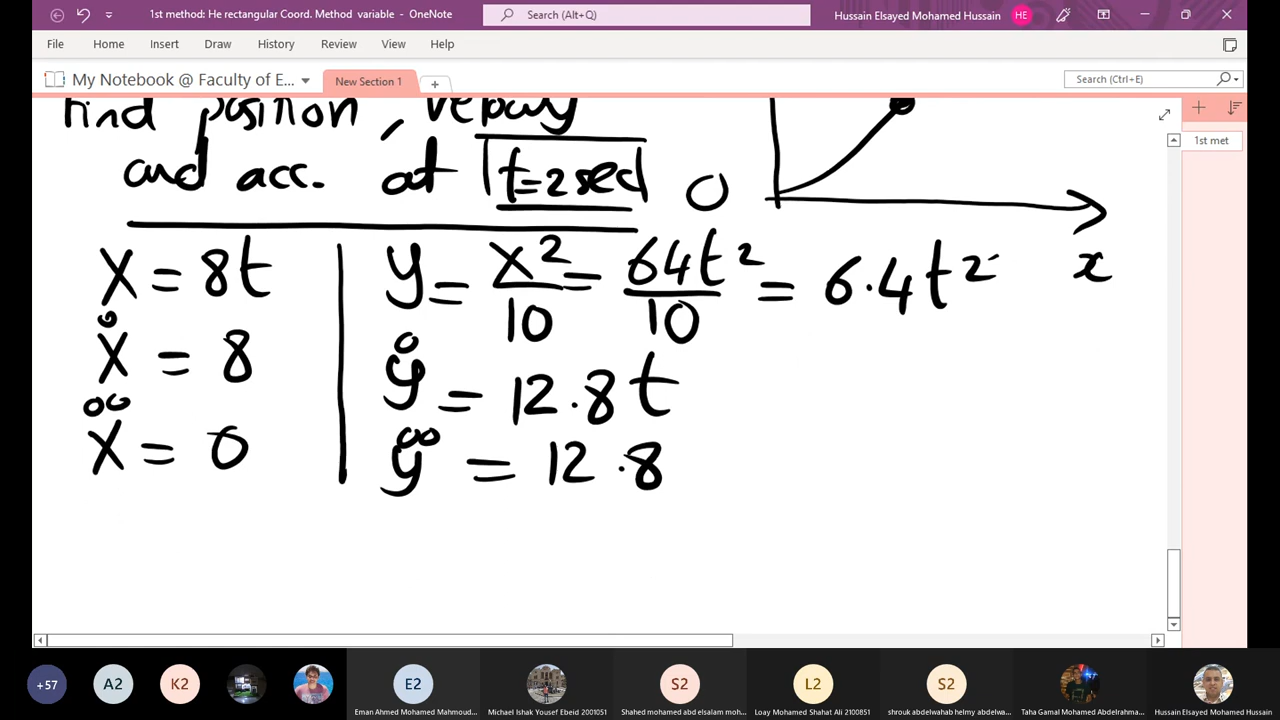 1st method: He rectangular Coord. Method variable - OneNote
Search (Alt+Q)
Hussain Elsayed Mohamed Hussain HE
File Home Insert Draw History Review View Help
My Notebook @ Faculty of E... New Section 1 +
Search (Ctrl+E)
1st met
Find position,
and acc. at t=2sec
O
x
X = 8t
Ẋ = 8
Ẍ = 0
y = x²/10 = 64t²/10 = 6.4t²
ẏ = 12.8t
ÿ = 12.8
+57 A2 K2 E2 S2 L2 S2
Eman Ahmed Mohamed Mahmoud...
Michael Ishak Yousef Ebeid 2001051
Shahed mohamed abd elsalam moh...
Loay Mohamed Shahat Ali 2100851
shrouk abdelwahab helmy abdelwa...
Taha Gamal Mohamed Abdelrahma...
Hussain Elsayed Mohamed Hussain